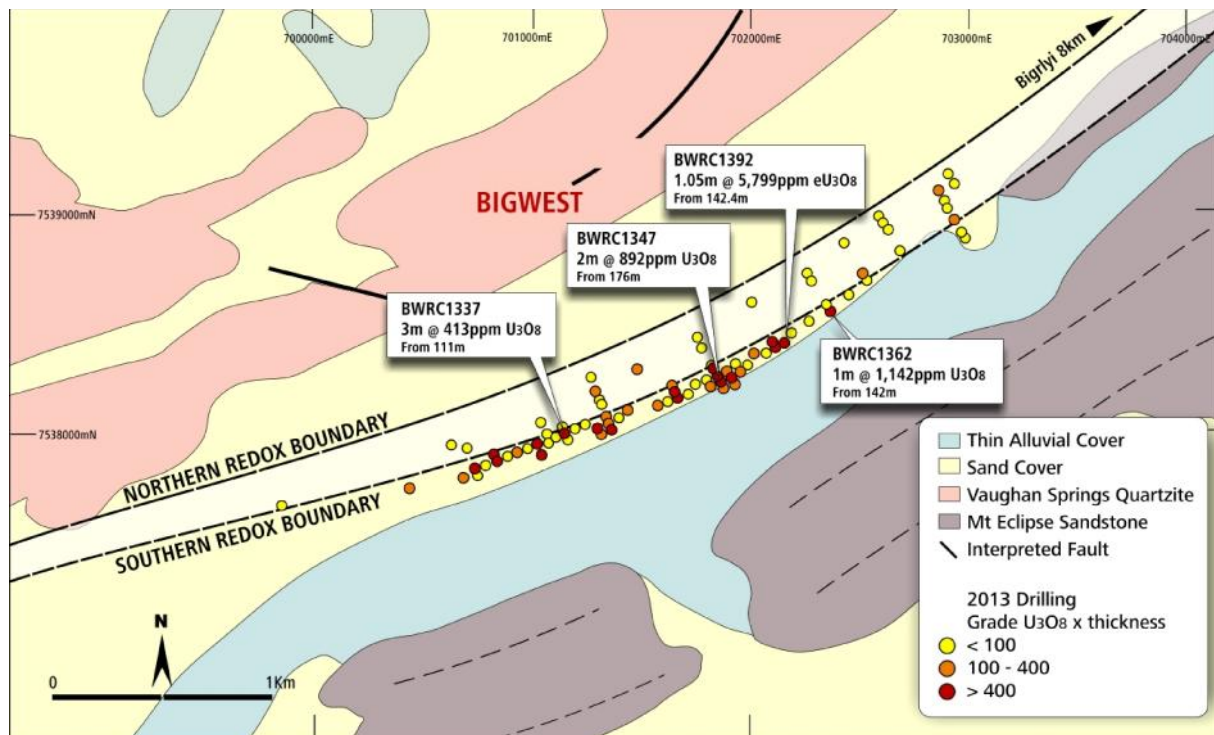 700000mE
701000mE
702000mE
703000mE
704000mE
Bigrlyi 8km
7539000mN
7538000mN
BIGWEST
BWRC1392
1.05m @ 5,799ppm eU3O8
From 142.4m
BWRC1347
2m @ 892ppm U3O8
From 176m
BWRC1337
3m @ 413ppm U3O8
From 111m
BWRC1362
1m @ 1,142ppm U3O8
From 142m
NORTHERN REDOX BOUNDARY
SOUTHERN REDOX BOUNDARY
N
0
1Km
Thin Alluvial Cover
Sand Cover
Vaughan Springs Quartzite
Mt Eclipse Sandstone
Interpreted Fault
2013 Drilling
Grade U3O8 x thickness
< 100
100 - 400
> 400